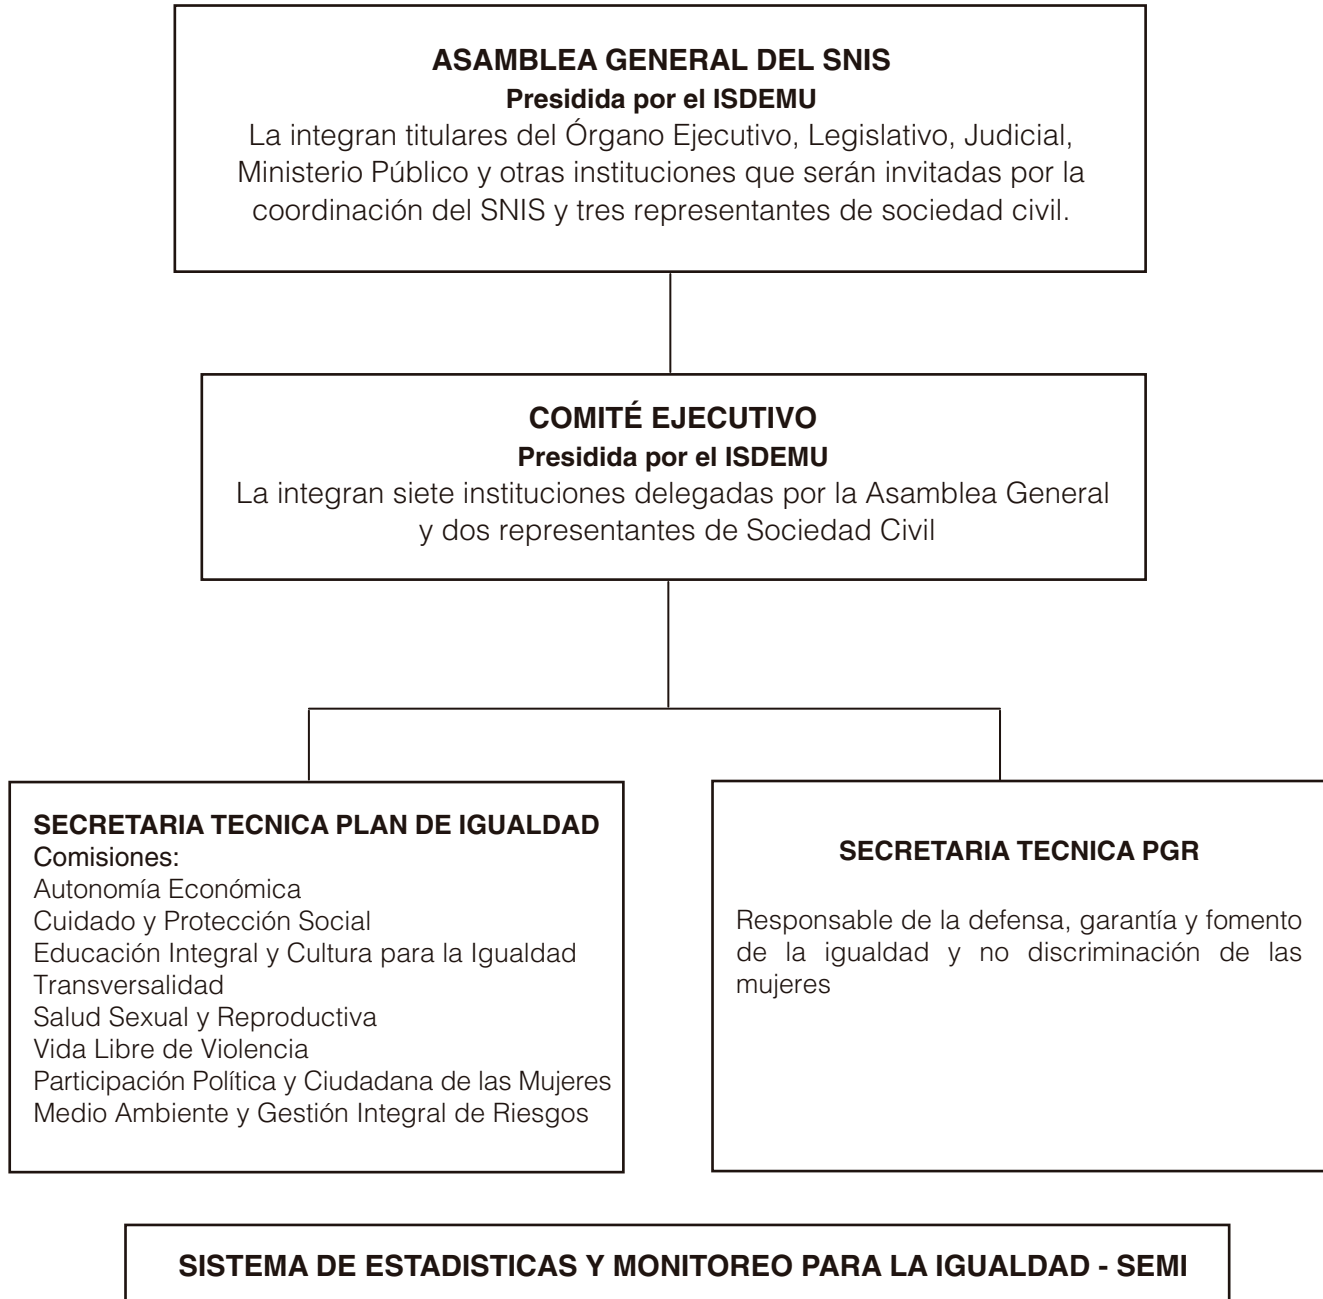 ASAMBLEA GENERAL DEL SNIS
Presidida por el ISDEMU
La integran titulares del Órgano Ejecutivo, Legislativo, Judicial,
Ministerio Público y otras instituciones que serán invitadas por la
coordinación del SNIS y tres representantes de sociedad civil.
COMITÉ EJECUTIVO
Presidida por el ISDEMU
La integran siete instituciones delegadas por la Asamblea General
y dos representantes de Sociedad Civil
SECRETARIA TECNICA PLAN DE IGUALDAD
Comisiones:
Autonomía Económica
Cuidado y Protección Social
Educación Integral y Cultura para la Igualdad
Transversalidad
Salud Sexual y Reproductiva
Vida Libre de Violencia
Participación Política y Ciudadana de las Mujeres
Medio Ambiente y Gestión Integral de Riesgos
SECRETARIA TECNICA PGR
Responsable de la defensa, garantía y fomento
de la igualdad y no discriminación de las
mujeres
SISTEMA DE ESTADISTICAS Y MONITOREO PARA LA IGUALDAD - SEMI